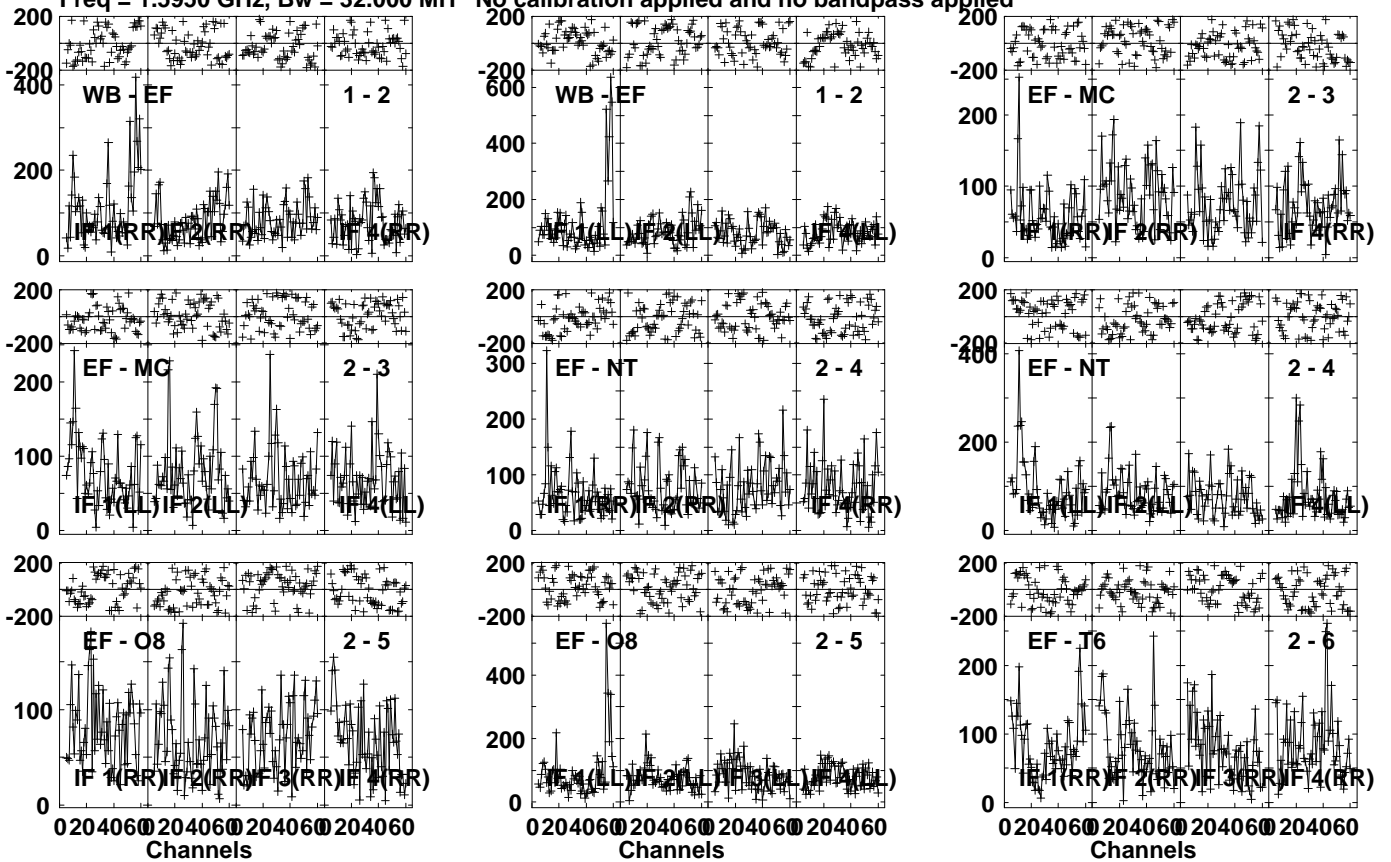 Freq = 1.5950 GHz, Bw = 32.000 MH No calibration applied and no bandpass applied
200
-200
400
200
0
WB - EF 1 - 2
IF 1(RR) IF 2(RR) IF 4(RR)
200
-200
600
400
200
0
WB - EF 1 - 2
IF 1(LL) IF 2(LL) IF 4(LL)
200
-200
200
100
0
EF - MC 2 - 3
IF 1(RR) IF 2(RR) IF 4(RR)
200
-200
200
100
0
EF - MC 2 - 3
IF 1(LL) IF 2(LL) IF 4(LL)
200
-200
300
200
100
0
EF - NT 2 - 4
IF 1(RR) IF 2(RR) IF 4(RR)
200
-200
400
200
0
EF - NT 2 - 4
IF 1(LL) IF 2(LL) IF 4(LL)
200
-200
100
0
EF - O8 2 - 5
IF 1(RR) IF 2(RR) IF 3(RR) IF 4(RR)
0 20 40 60 0 20 40 60 0 20 40 60 0 20 40 60
Channels
200
-200
400
200
0
EF - O8 2 - 5
IF 1(LL) IF 2(LL) IF 3(LL) IF 4(LL)
0 20 40 60 0 20 40 60 0 20 40 60 0 20 40 60
Channels
200
-200
200
100
0
EF - T6 2 - 6
IF 1(RR) IF 2(RR) IF 3(RR) IF 4(RR)
0 20 40 60 0 20 40 60 0 20 40 60 0 20 40 60
Channels